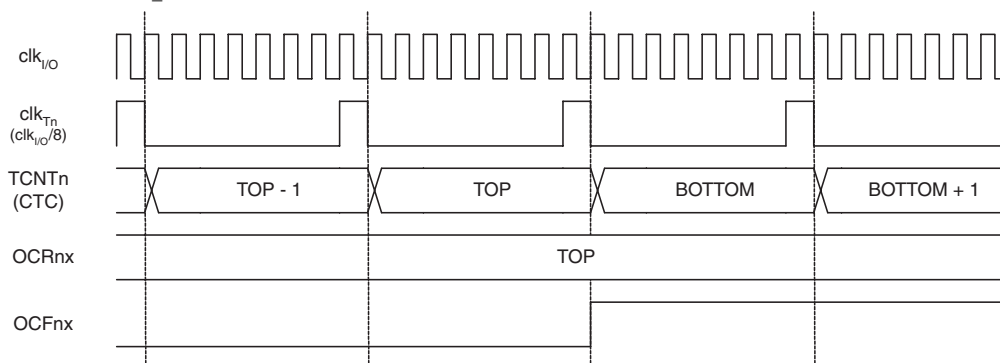 clkI/O
clkTn
(clkI/O/8)
TCNTn
(CTC)
TOP - 1
TOP
BOTTOM
BOTTOM + 1
OCRnx
TOP
OCFnx